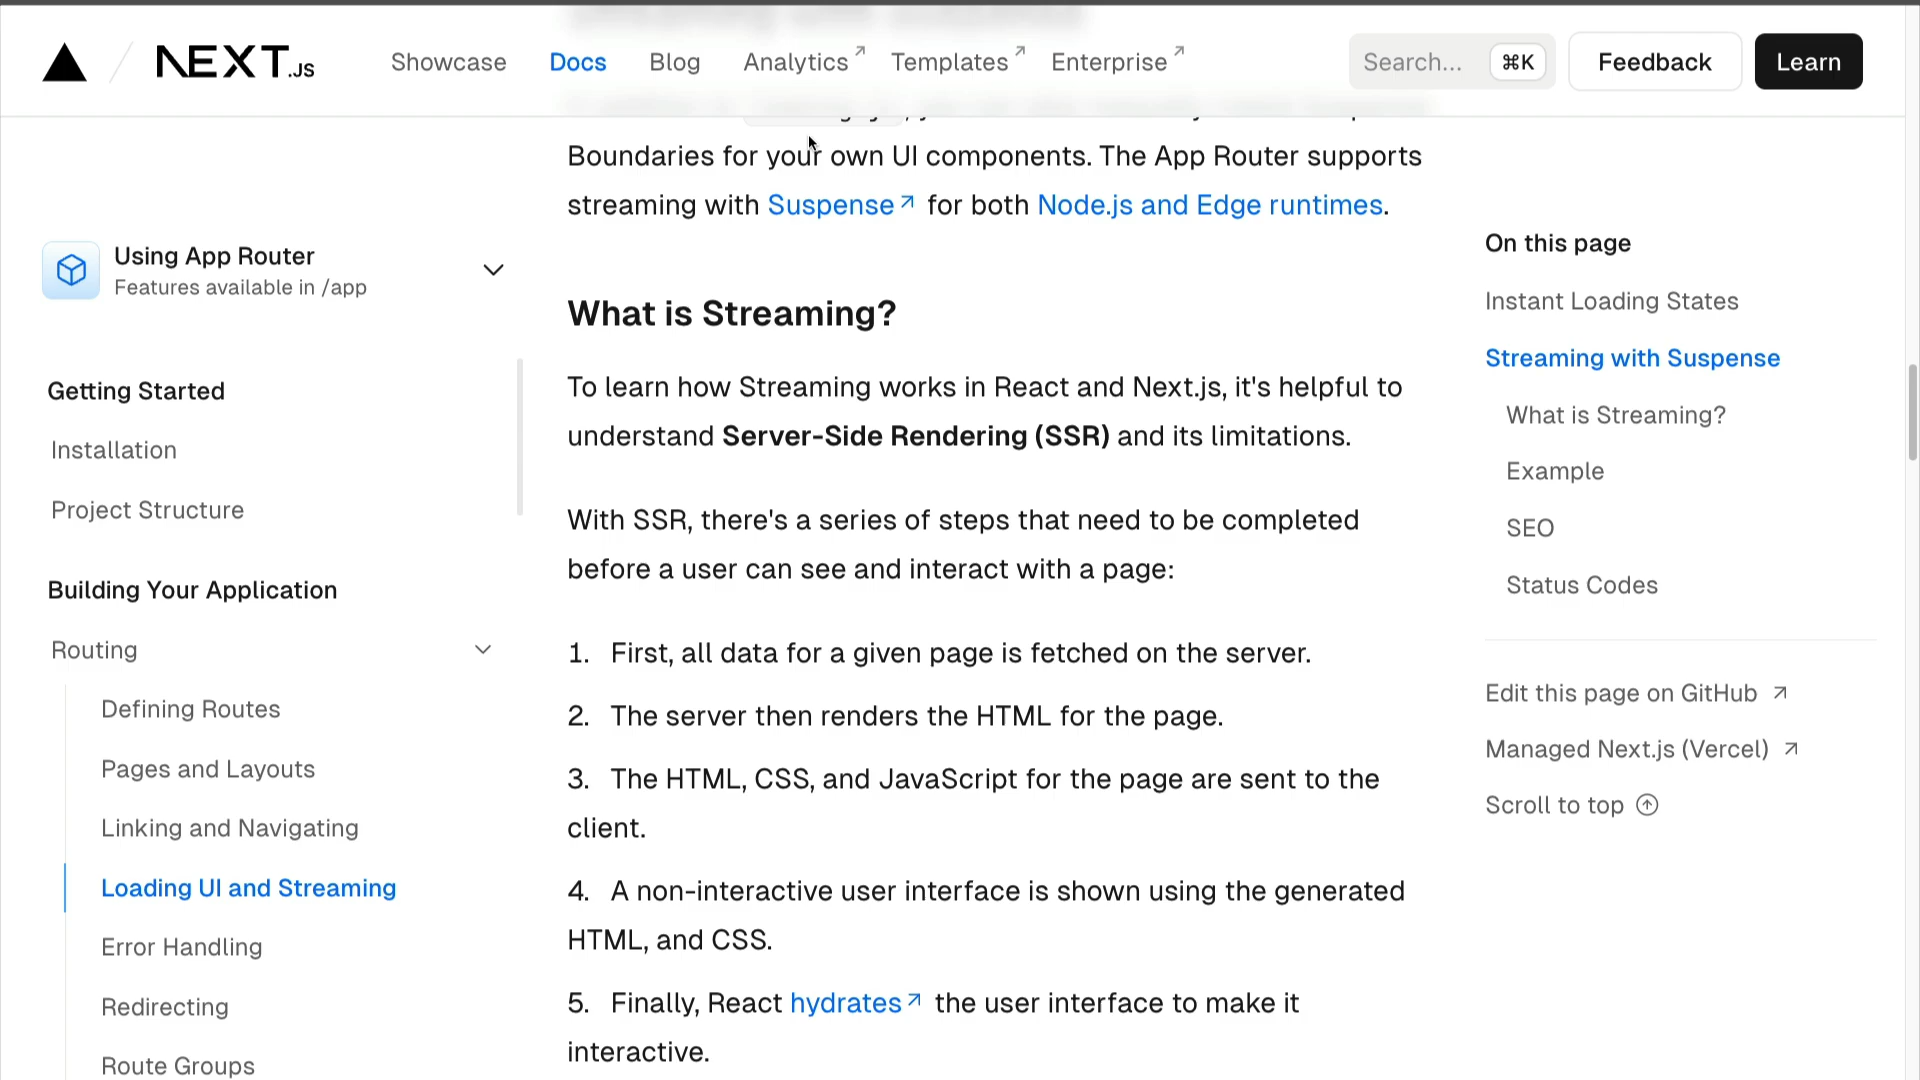 NEXT.JS
Showcase
Docs
Blog
Analytics
Templates
Enterprise
Search...
⌘K
Feedback
Learn
Using App Router
Features available in /app
Getting Started
Installation
Project Structure
Building Your Application
Routing
Defining Routes
Pages and Layouts
Linking and Navigating
Loading UI and Streaming
Error Handling
Redirecting
Route Groups
Boundaries for your own UI components. The App Router supports
streaming with Suspense for both Node.js and Edge runtimes.
What is Streaming?
To learn how Streaming works in React and Next.js, it's helpful to
understand Server-Side Rendering (SSR) and its limitations.
With SSR, there's a series of steps that need to be completed
before a user can see and interact with a page:
1. First, all data for a given page is fetched on the server.
2. The server then renders the HTML for the page.
3. The HTML, CSS, and JavaScript for the page are sent to the
client.
4. A non-interactive user interface is shown using the generated
HTML, and CSS.
5. Finally, React hydrates the user interface to make it
interactive.
On this page
Instant Loading States
Streaming with Suspense
What is Streaming?
Example
SEO
Status Codes
Edit this page on GitHub
Managed Next.js (Vercel)
Scroll to top